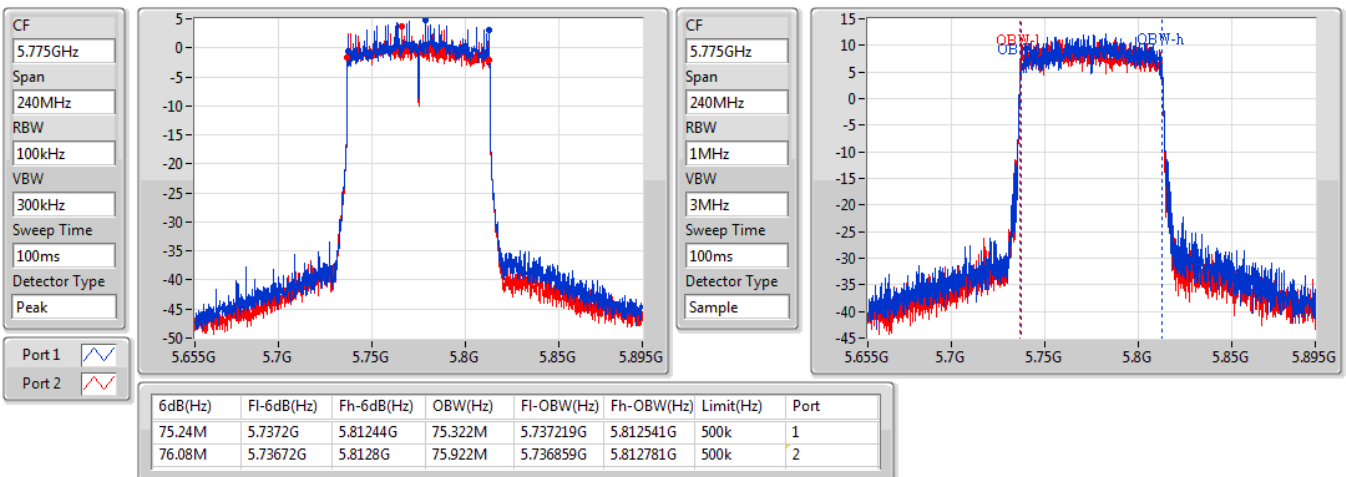 CF
5.775GHz
Span
240MHz
RBW
100kHz
VBW
300kHz
Sweep Time
100ms
Detector Type
Peak
Port 1
Port 2
5
0
-5
-10
-15
-20
-25
-30
-35
-40
-45
-50
5.655G 5.7G 5.75G 5.8G 5.85G 5.895G
CF
5.775GHz
Span
240MHz
RBW
1MHz
VBW
3MHz
Sweep Time
100ms
Detector Type
Sample
15
10
5
0
-5
-10
-15
-20
-25
-30
-35
-40
-45
OBW-l OBW-h
5.655G 5.7G 5.75G 5.8G 5.85G 5.895G
6dB(Hz) Fl-6dB(Hz) Fh-6dB(Hz) OBW(Hz) Fl-OBW(Hz) Fh-OBW(Hz) Limit(Hz) Port
75.24M 5.7372G 5.81244G 75.322M 5.737219G 5.812541G 500k 1
76.08M 5.73672G 5.8128G 75.922M 5.736859G 5.812781G 500k 2